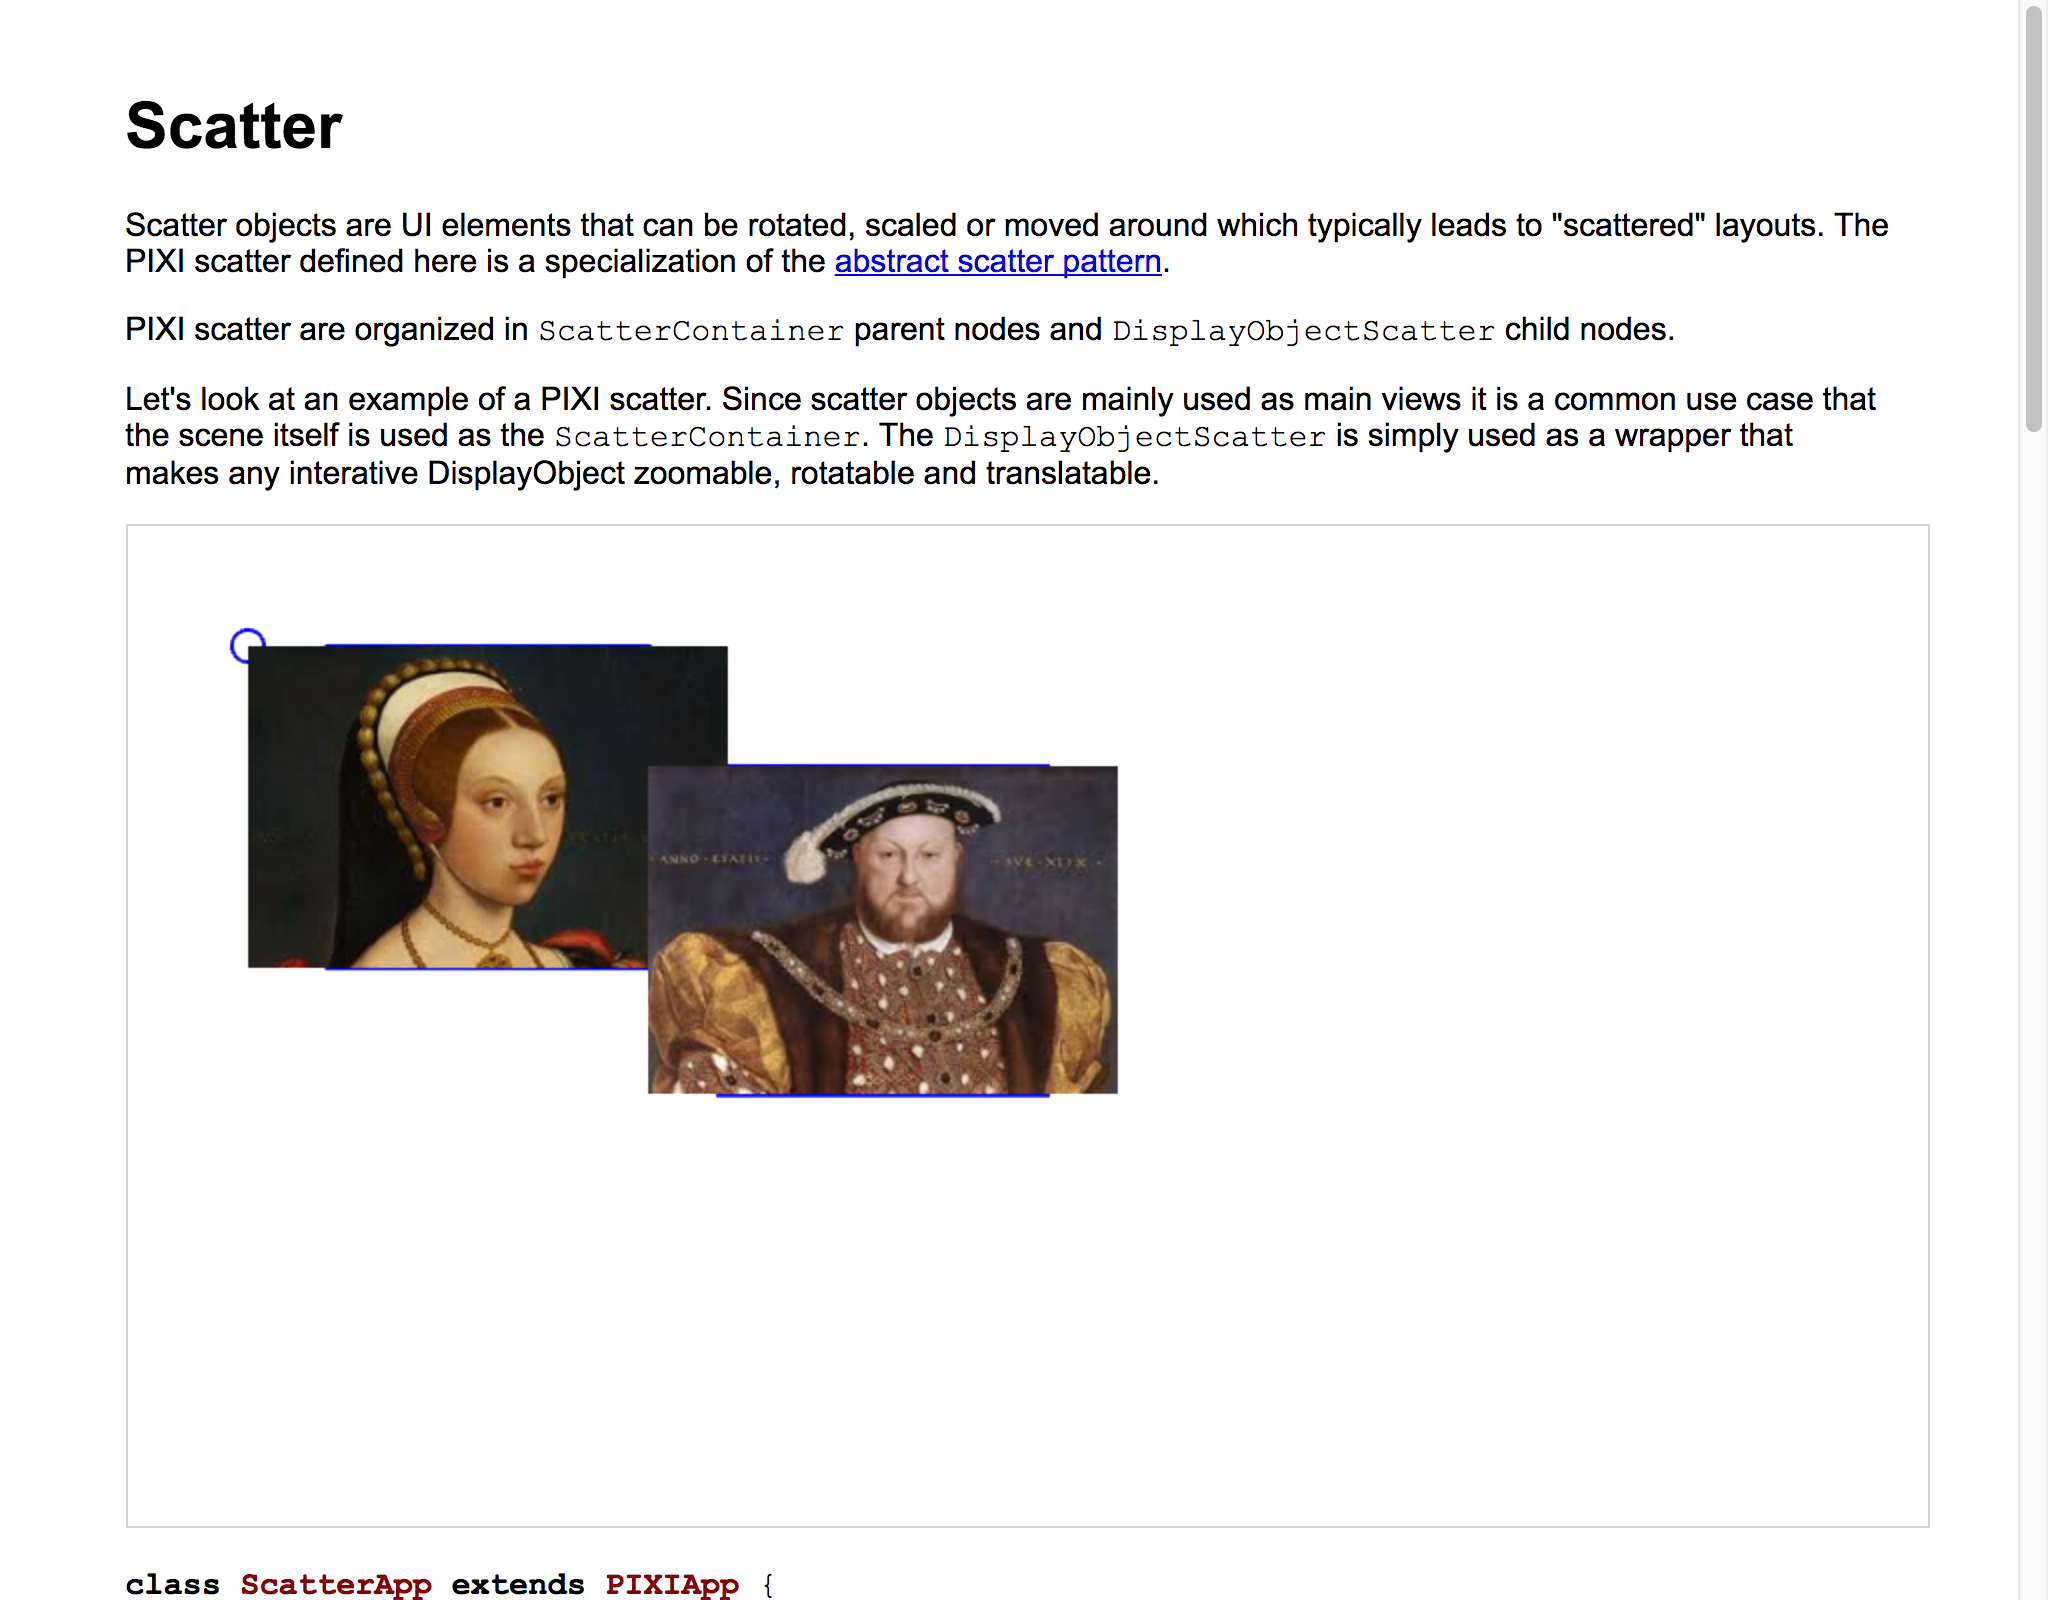 Scatter
Scatter objects are UI elements that can be rotated, scaled or moved around which typically leads to "scattered" layouts. The
PIXI scatter defined here is a specialization of the abstract scatter pattern.
PIXI scatter are organized in ScatterContainer parent nodes and DisplayObjectScatter child nodes.
Let's look at an example of a PIXI scatter. Since scatter objects are mainly used as main views it is a common use case that
the scene itself is used as the ScatterContainer. The DisplayObjectScatter is simply used as a wrapper that
makes any interative DisplayObject zoomable, rotatable and translatable.
class ScatterApp extends PIXIApp {